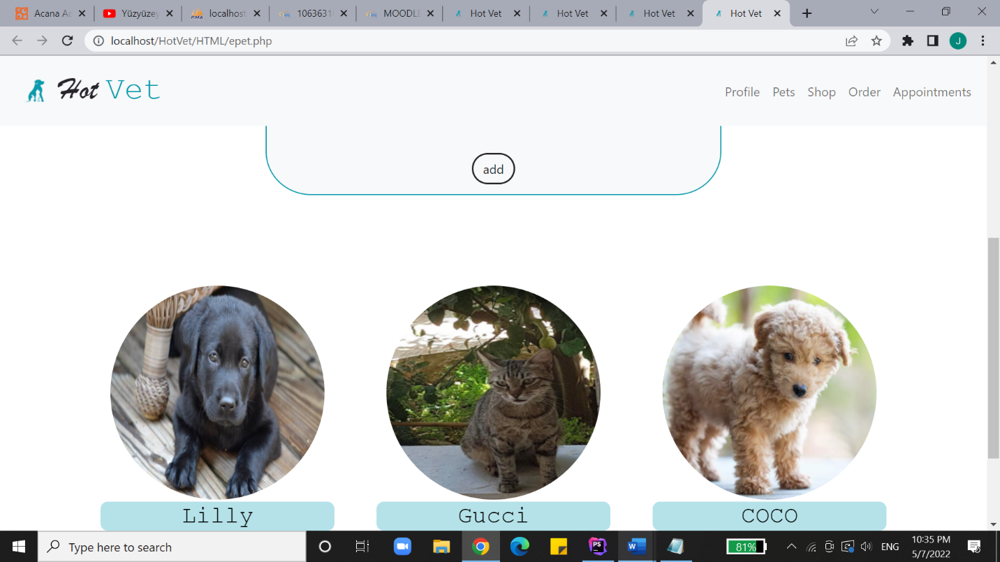 Acana Ac
Yüzyüzey
localhost
10636310
MOODLE
Hot Vet
Hot Vet
Hot Vet
Hot Vet
localhost/HotVet/HTML/epet.php
J
Hot Vet
Profile Pets Shop Order Appointments
add
Lilly
Gucci
COCO
Type here to search
81%
ENG
10:35 PM
5/7/2022